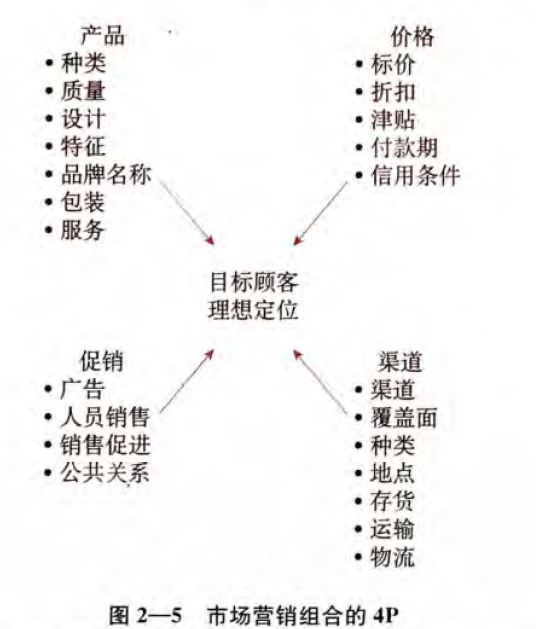 产品
• 种类
• 质量
• 设计
• 特征
• 品牌名称
• 包装
• 服务
价格
• 标价
• 折扣
• 津贴
• 付款期
• 信用条件
目标顾客
理想定位
促销
• 广告
• 人员销售
• 销售促进
• 公共关系
渠道
• 渠道
• 覆盖面
• 种类
• 地点
• 存货
• 运输
• 物流
图 2—5 市场营销组合的 4P